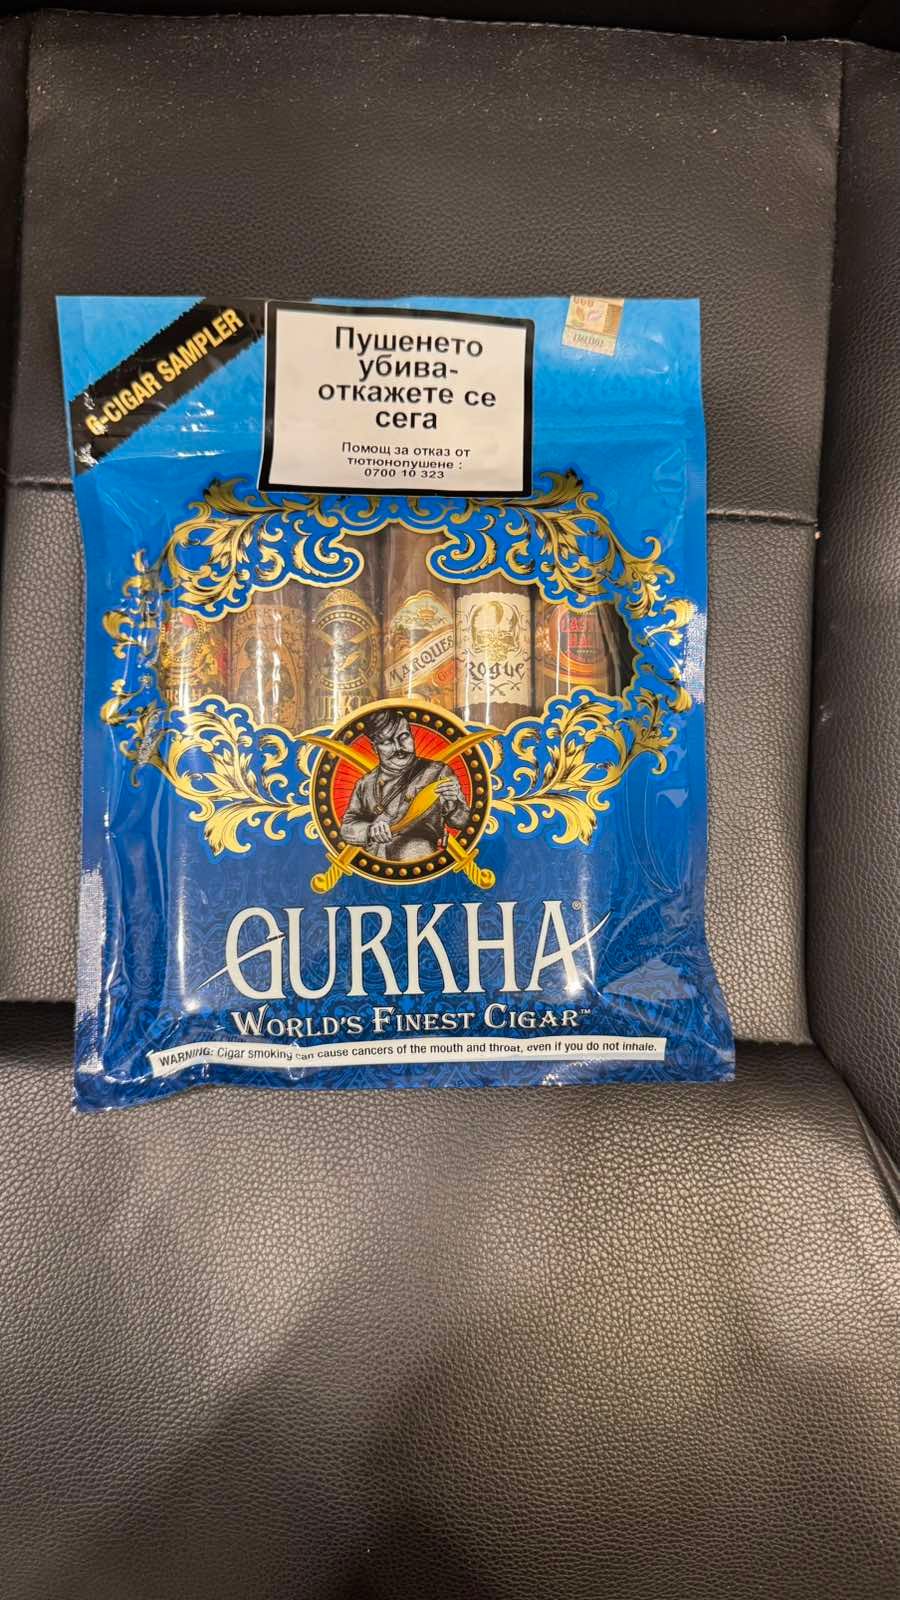 6-CIGAR SAMPLER
Пушенето
убива-
откажете се
сега
Помощ за отказ от
тютюнопушене :
0700 10 323
GURKHA
MARQUES
Rogue
GURKHA®
WORLD'S FINEST CIGAR™
WARNING: Cigar smoking can cause cancers of the mouth and throat, even if you do not inhale.